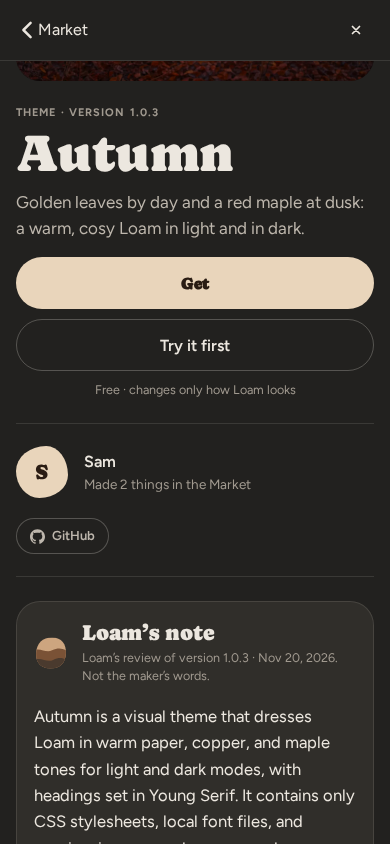 Market
THEME · VERSION 1.0.3
Autumn
Golden leaves by day and a red maple at dusk:
a warm, cosy Loam in light and in dark.
Get
Try it first
Free · changes only how Loam looks
S
Sam
Made 2 things in the Market
GitHub
Loam’s note
Loam’s review of version 1.0.3 · Nov 20, 2026.
Not the maker’s words.
Autumn is a visual theme that dresses
Loam in warm paper, copper, and maple
tones for light and dark modes, with
headings set in Young Serif. It contains only
CSS stylesheets, local font files, and